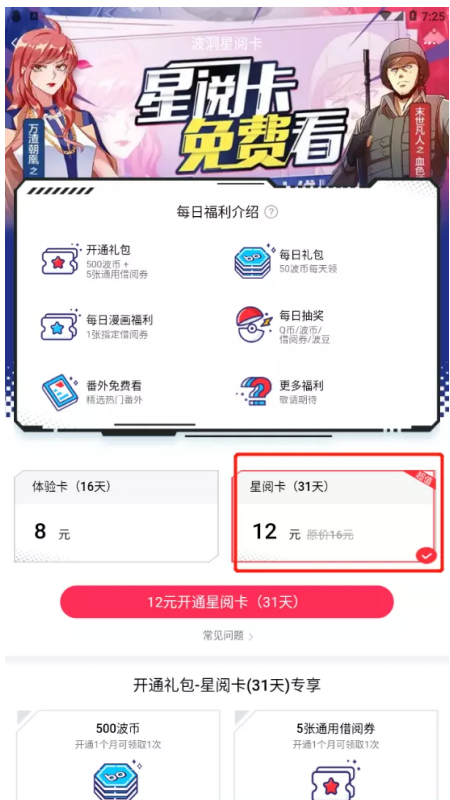 7:25
波洞星阅卡
星阅卡
免费看
万渣朝凰之
末世凡人之血色
每日福利介绍 ?
开通礼包
500波币 +
5张通用借阅券
每日礼包
50波币每天领
每日漫画福利
1张指定借阅券
每日抽奖
Q币/波币/
借阅券/波豆
番外免费看
精选热门番外
更多福利
敬请期待
体验卡（16天）
8 元
星阅卡（31天）
超值
12 元 原价16元
12元开通星阅卡（31天）
常见问题 >
开通礼包-星阅卡(31天)专享
500波币
开通1个月可领取1次
5张通用借阅券
开通1个月可领取1次